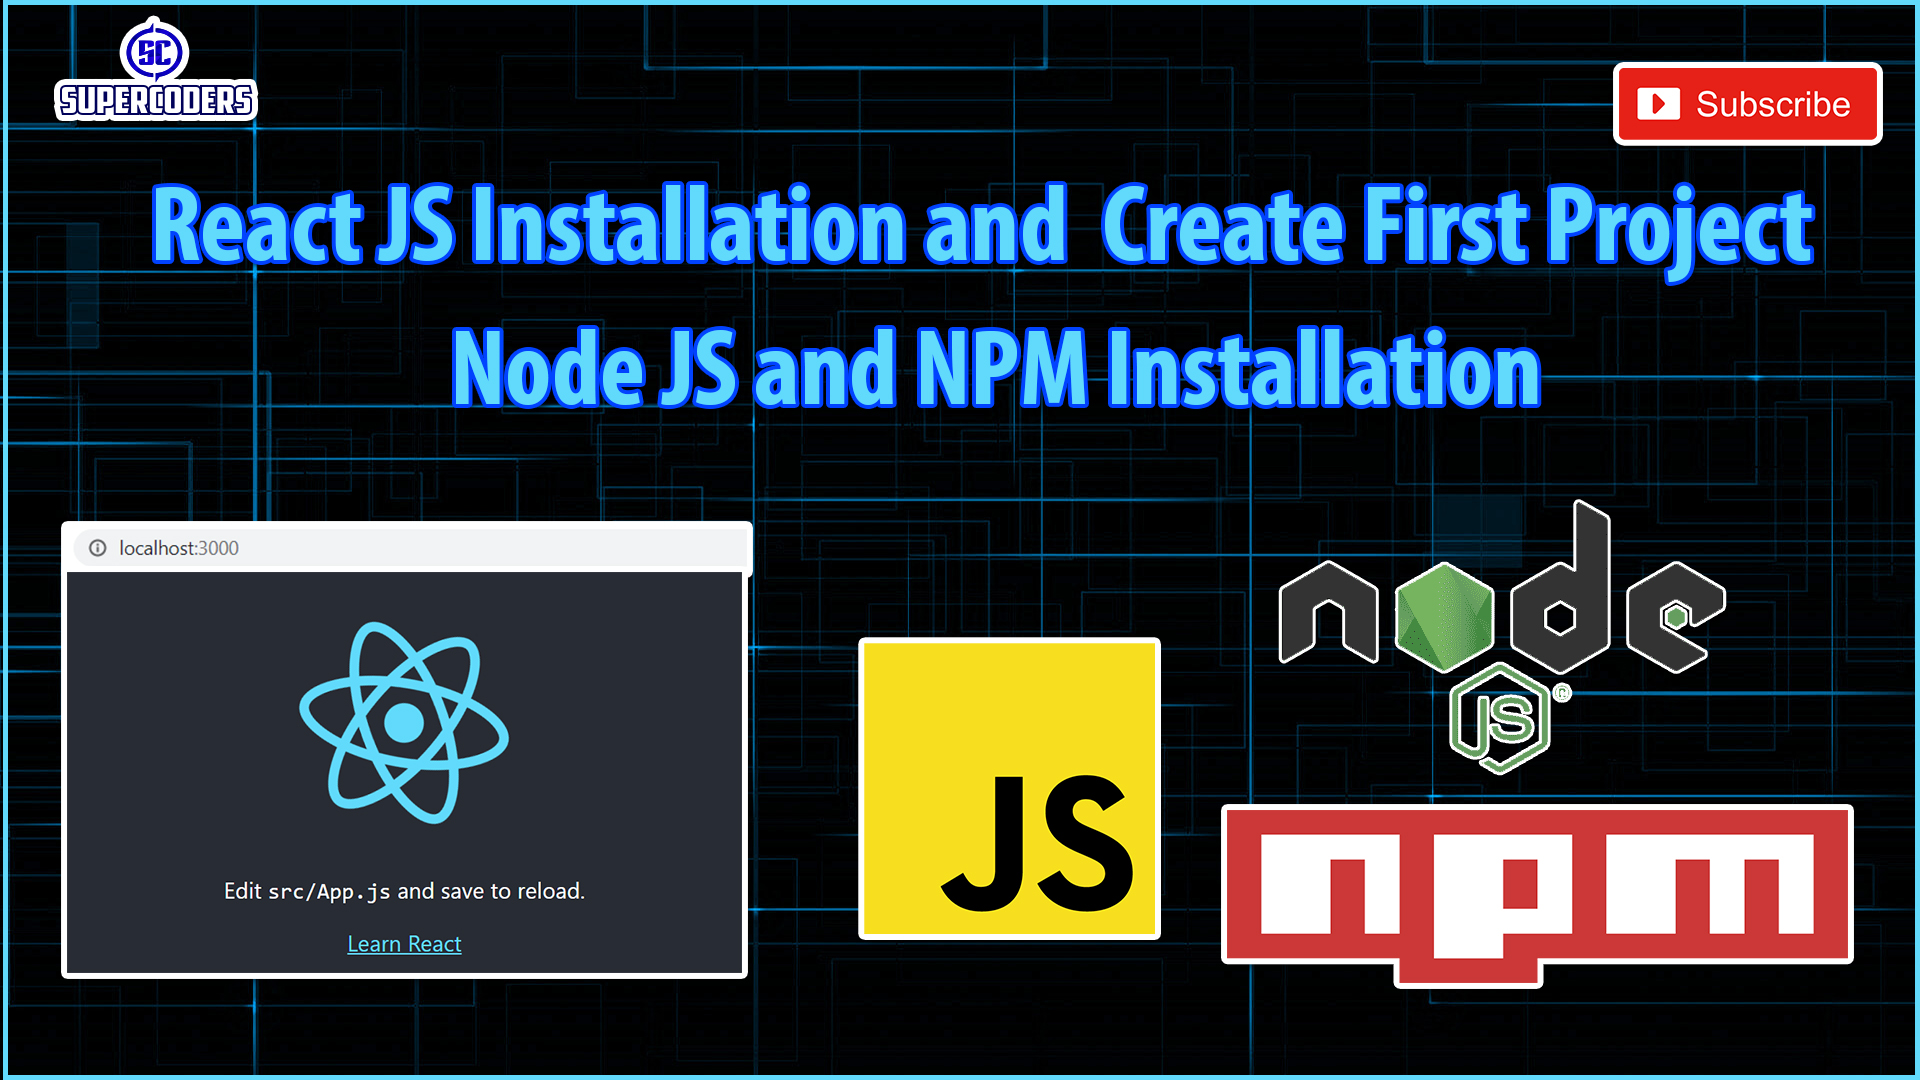 SC
SUPERCODERS
Subscribe
React JS Installation and Create First Project
Node JS and NPM Installation
localhost:3000
Edit src/App.js and save to reload.
Learn React
JS
node
JS
©
npm